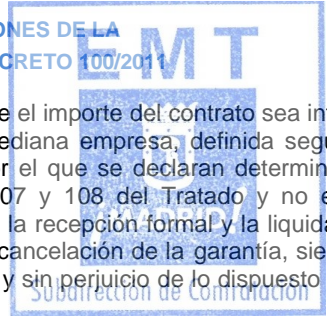 ONES DE LA
CRETO 100/2011
EMT
e el importe del contrato sea in
ediana empresa, definida segu
r el que se declaran determin
07 y 108 del Tratado y no e
la recepción formal y la liquida
cancelación de la garantía, sie
y sin perjuicio de lo dispuesto
¡MADRID!
Subdirección de Contratación